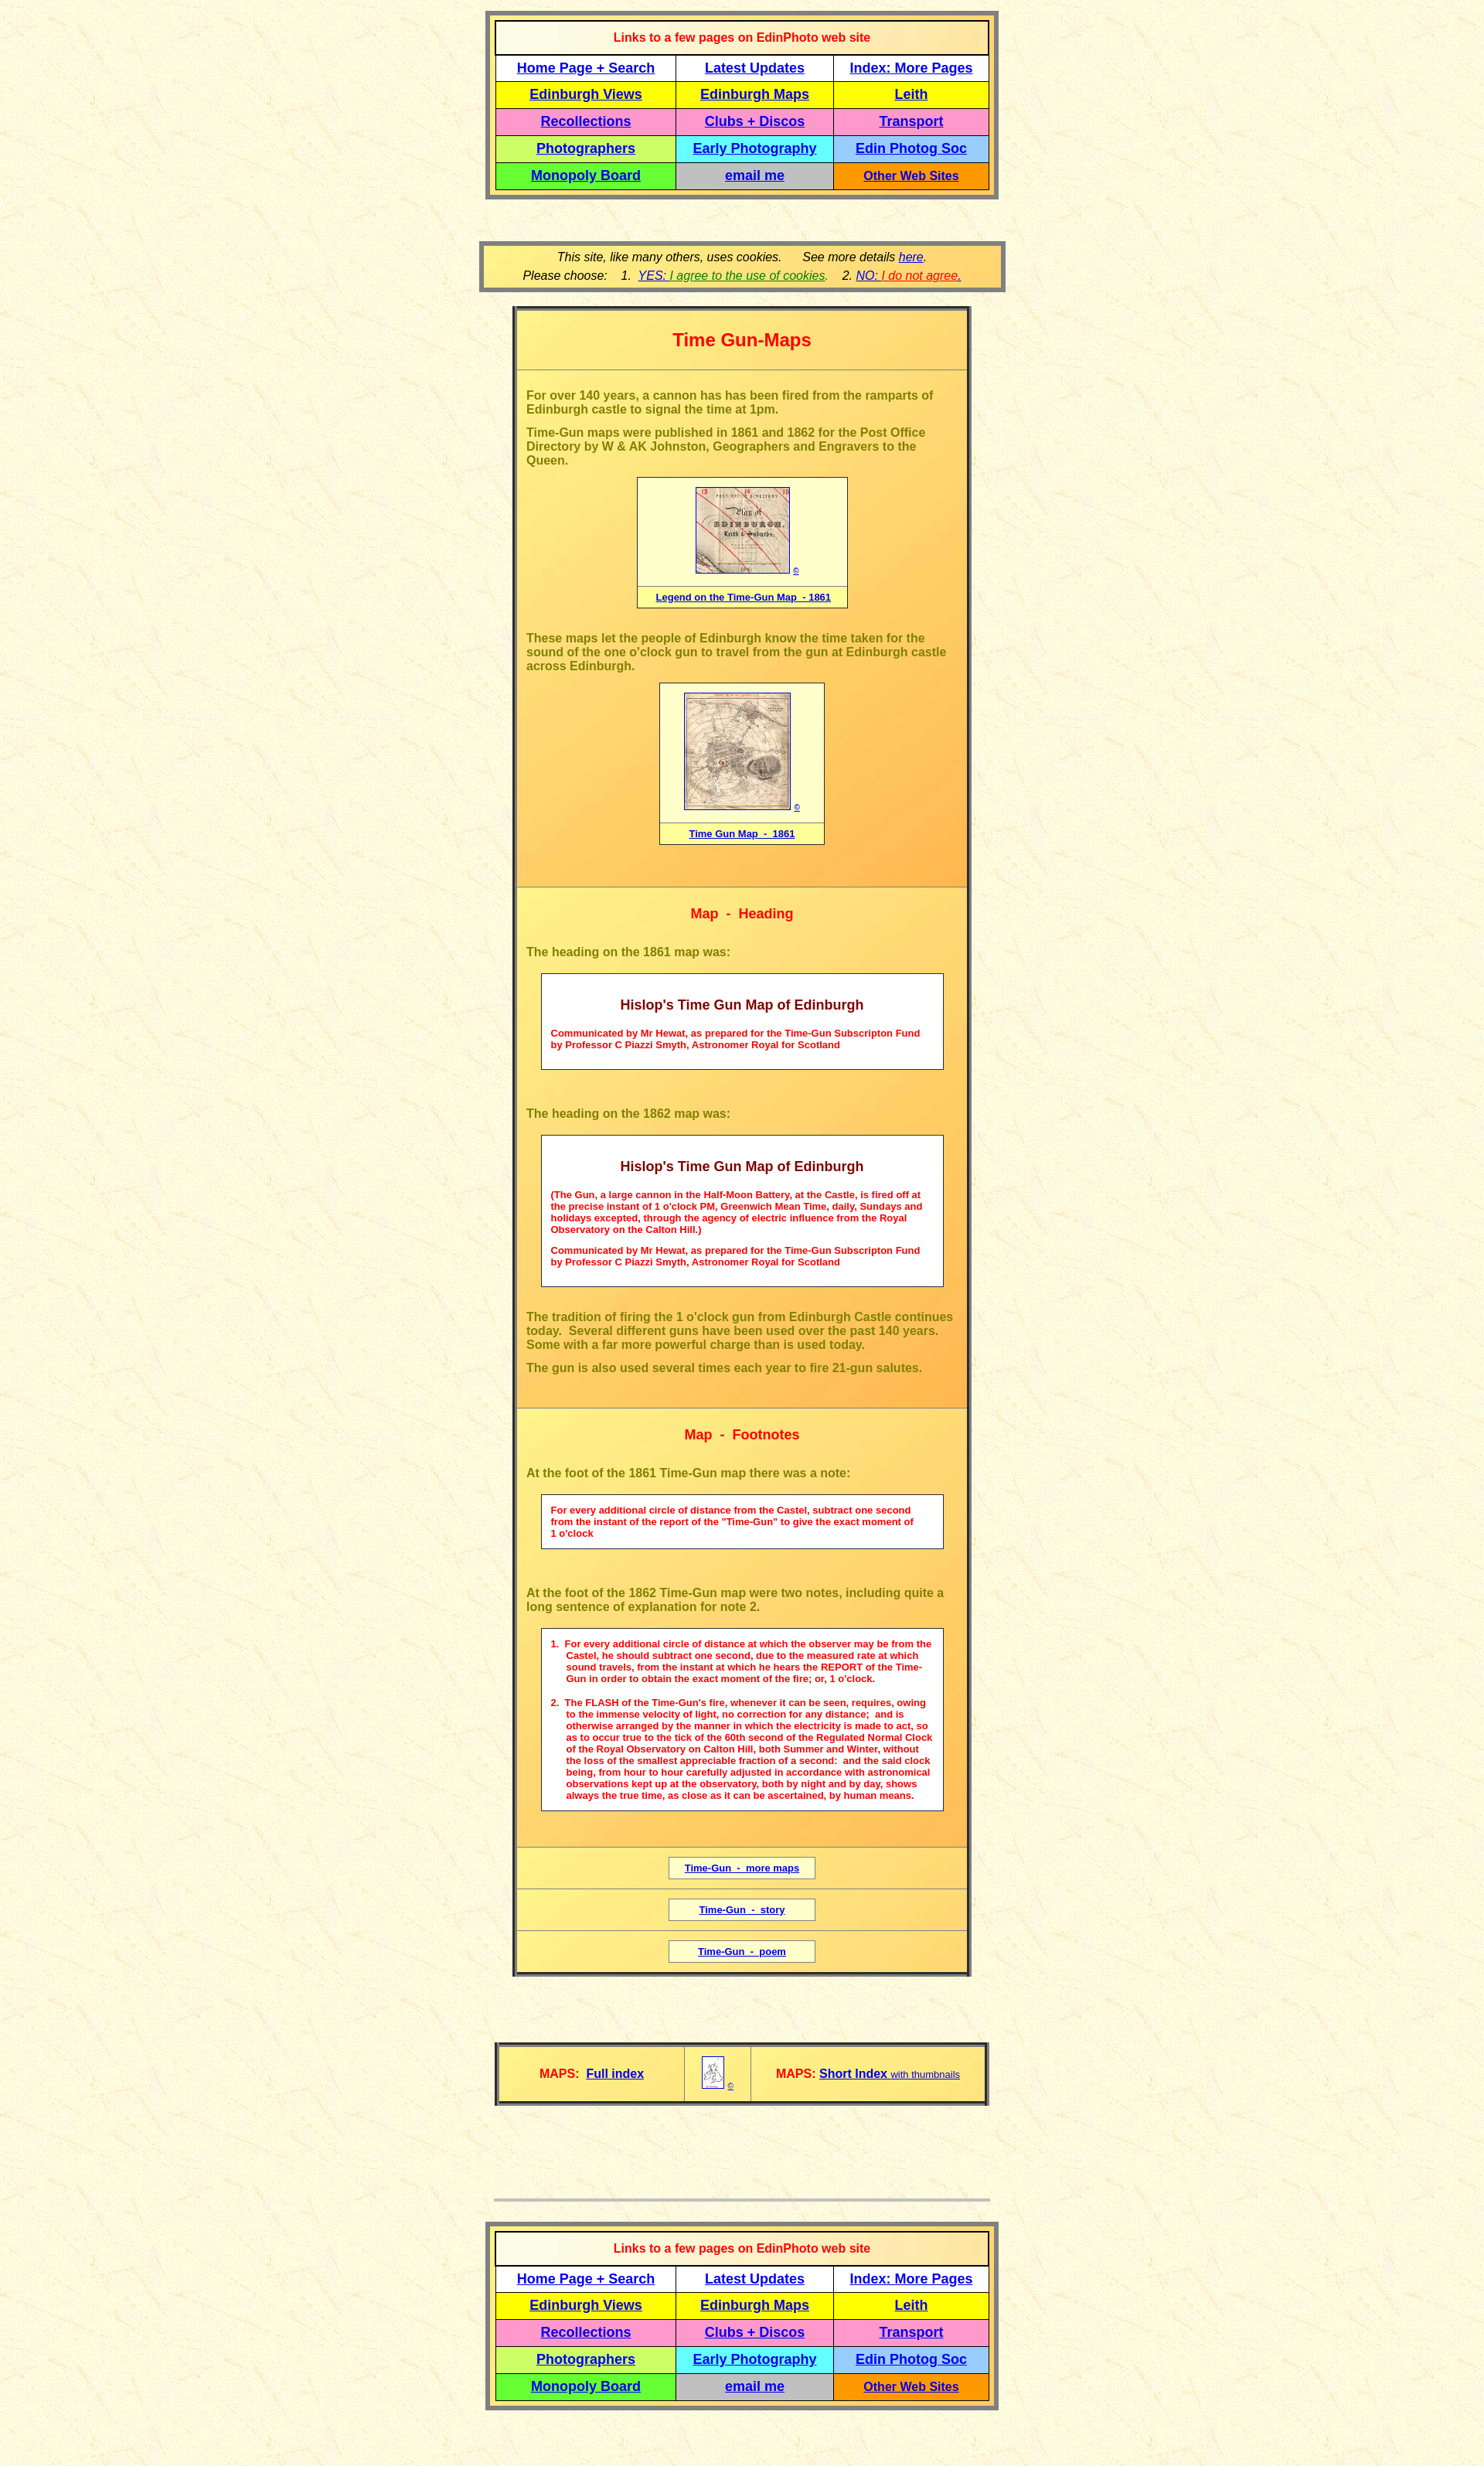 Links to a few pages on EdinPhoto web site
Home Page + Search Latest Updates Index: More Pages
Edinburgh Views Edinburgh Maps Leith
Recollections Clubs + Discos Transport
Photographers Early Photography Edin Photog Soc
Monopoly Board email me Other Web Sites
This site, like many others, uses cookies. See more details here.
Please choose: 1. YES: I agree to the use of cookies. 2. NO: I do not agree.
Time Gun-Maps
For over 140 years, a cannon has has been fired from the ramparts of
Edinburgh castle to signal the time at 1pm.
Time-Gun maps were published in 1861 and 1862 for the Post Office
Directory by W & AK Johnston, Geographers and Engravers to the
Queen.
POST OFFICE DIRECTORY
Plan of
EDINBURGH,
Leith & Suburbs,
©
Legend on the Time-Gun Map - 1861
These maps let the people of Edinburgh know the time taken for the
sound of the one o'clock gun to travel from the gun at Edinburgh castle
across Edinburgh.
©
Time Gun Map - 1861
Map - Heading
The heading on the 1861 map was:
Hislop's Time Gun Map of Edinburgh
Communicated by Mr Hewat, as prepared for the Time-Gun Subscripton Fund
by Professor C Piazzi Smyth, Astronomer Royal for Scotland
The heading on the 1862 map was:
Hislop's Time Gun Map of Edinburgh
(The Gun, a large cannon in the Half-Moon Battery, at the Castle, is fired off at
the precise instant of 1 o'clock PM, Greenwich Mean Time, daily, Sundays and
holidays excepted, through the agency of electric influence from the Royal
Observatory on the Calton Hill.)
Communicated by Mr Hewat, as prepared for the Time-Gun Subscripton Fund
by Professor C Piazzi Smyth, Astronomer Royal for Scotland
The tradition of firing the 1 o'clock gun from Edinburgh Castle continues
today. Several different guns have been used over the past 140 years.
Some with a far more powerful charge than is used today.
The gun is also used several times each year to fire 21-gun salutes.
Map - Footnotes
At the foot of the 1861 Time-Gun map there was a note:
For every additional circle of distance from the Castel, subtract one second
from the instant of the report of the "Time-Gun" to give the exact moment of
1 o'clock
At the foot of the 1862 Time-Gun map were two notes, including quite a
long sentence of explanation for note 2.
1. For every additional circle of distance at which the observer may be from the
Castel, he should subtract one second, due to the measured rate at which
sound travels, from the instant at which he hears the REPORT of the Time-
Gun in order to obtain the exact moment of the fire; or, 1 o'clock.
2. The FLASH of the Time-Gun's fire, whenever it can be seen, requires, owing
to the immense velocity of light, no correction for any distance; and is
otherwise arranged by the manner in which the electricity is made to act, so
as to occur true to the tick of the 60th second of the Regulated Normal Clock
of the Royal Observatory on Calton Hill, both Summer and Winter, without
the loss of the smallest appreciable fraction of a second: and the said clock
being, from hour to hour carefully adjusted in accordance with astronomical
observations kept up at the observatory, both by night and by day, shows
always the true time, as close as it can be ascertained, by human means.
Time-Gun - more maps
Time-Gun - story
Time-Gun - poem
MAPS: Full index © MAPS: Short Index with thumbnails
Links to a few pages on EdinPhoto web site
Home Page + Search Latest Updates Index: More Pages
Edinburgh Views Edinburgh Maps Leith
Recollections Clubs + Discos Transport
Photographers Early Photography Edin Photog Soc
Monopoly Board email me Other Web Sites